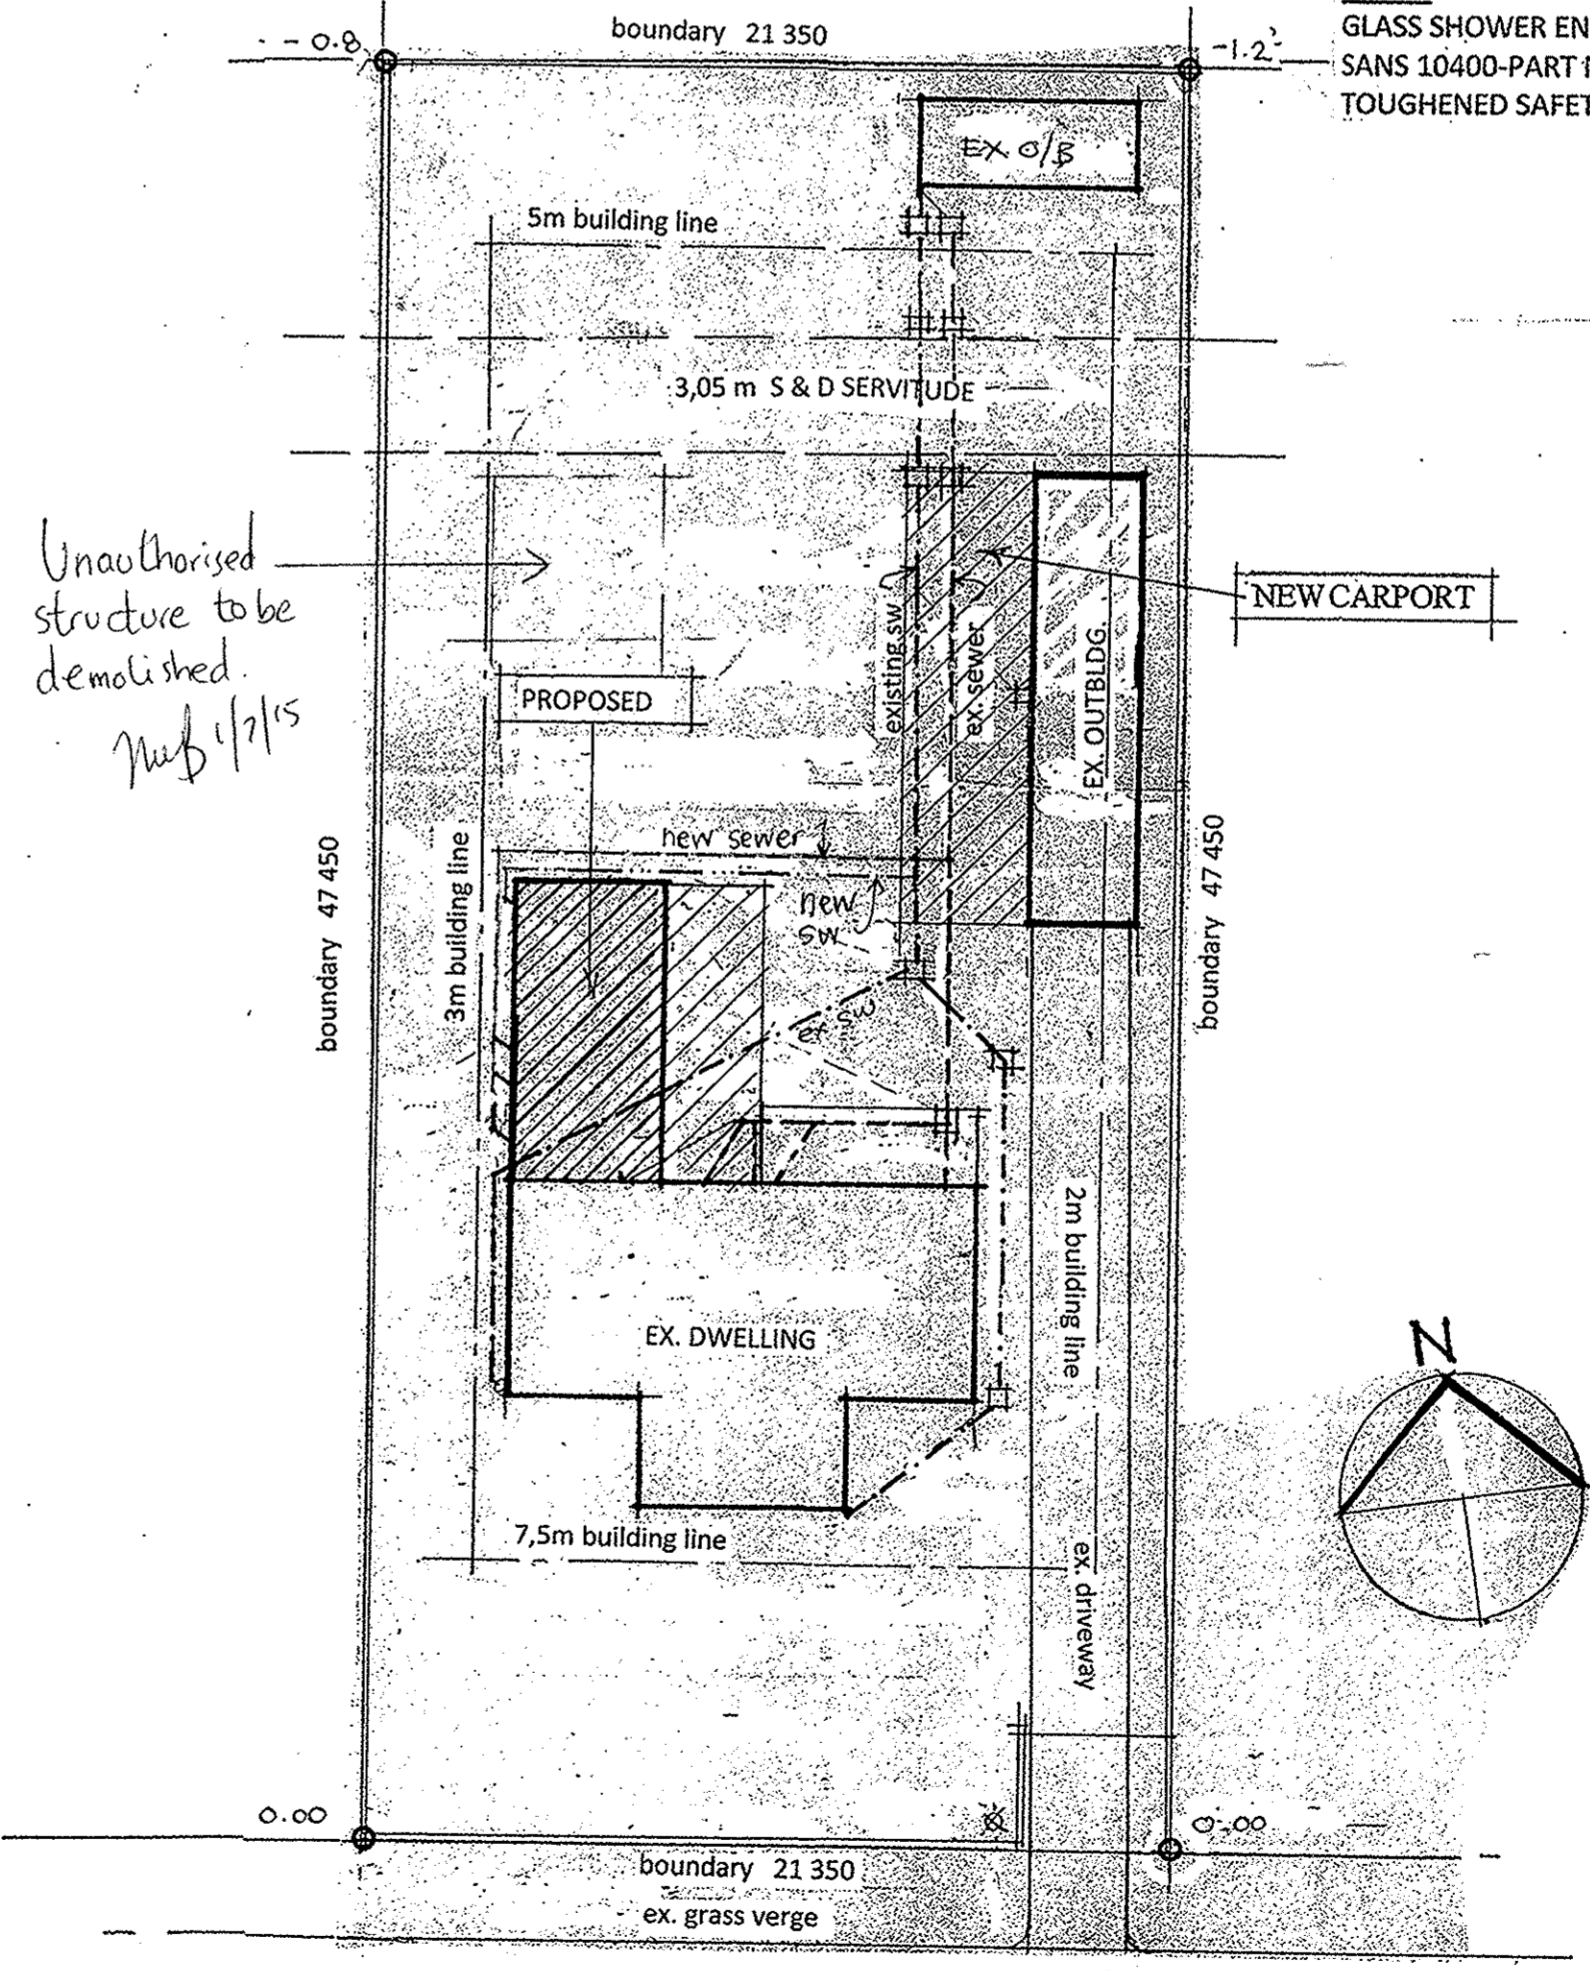 boundary 21 350
- 0.8
-1.2
GLASS SHOWER EN
SANS 10400-PART
TOUGHENED SAFET
EX. O/B
5m building line
3,05 m S & D SERVITUDE
Unauthorised
structure to be
demolished.
1/7/15
NEW CARPORT
existing sw
ex. sewer
EX. OUTBLDG.
PROPOSED
new sewer
new
sw
ex sw
boundary 47 450
3m building line
boundary 47 450
2m building line
EX. DWELLING
N
7,5m building line
ex. driveway
0.00
0.00
boundary 21 350
ex. grass verge